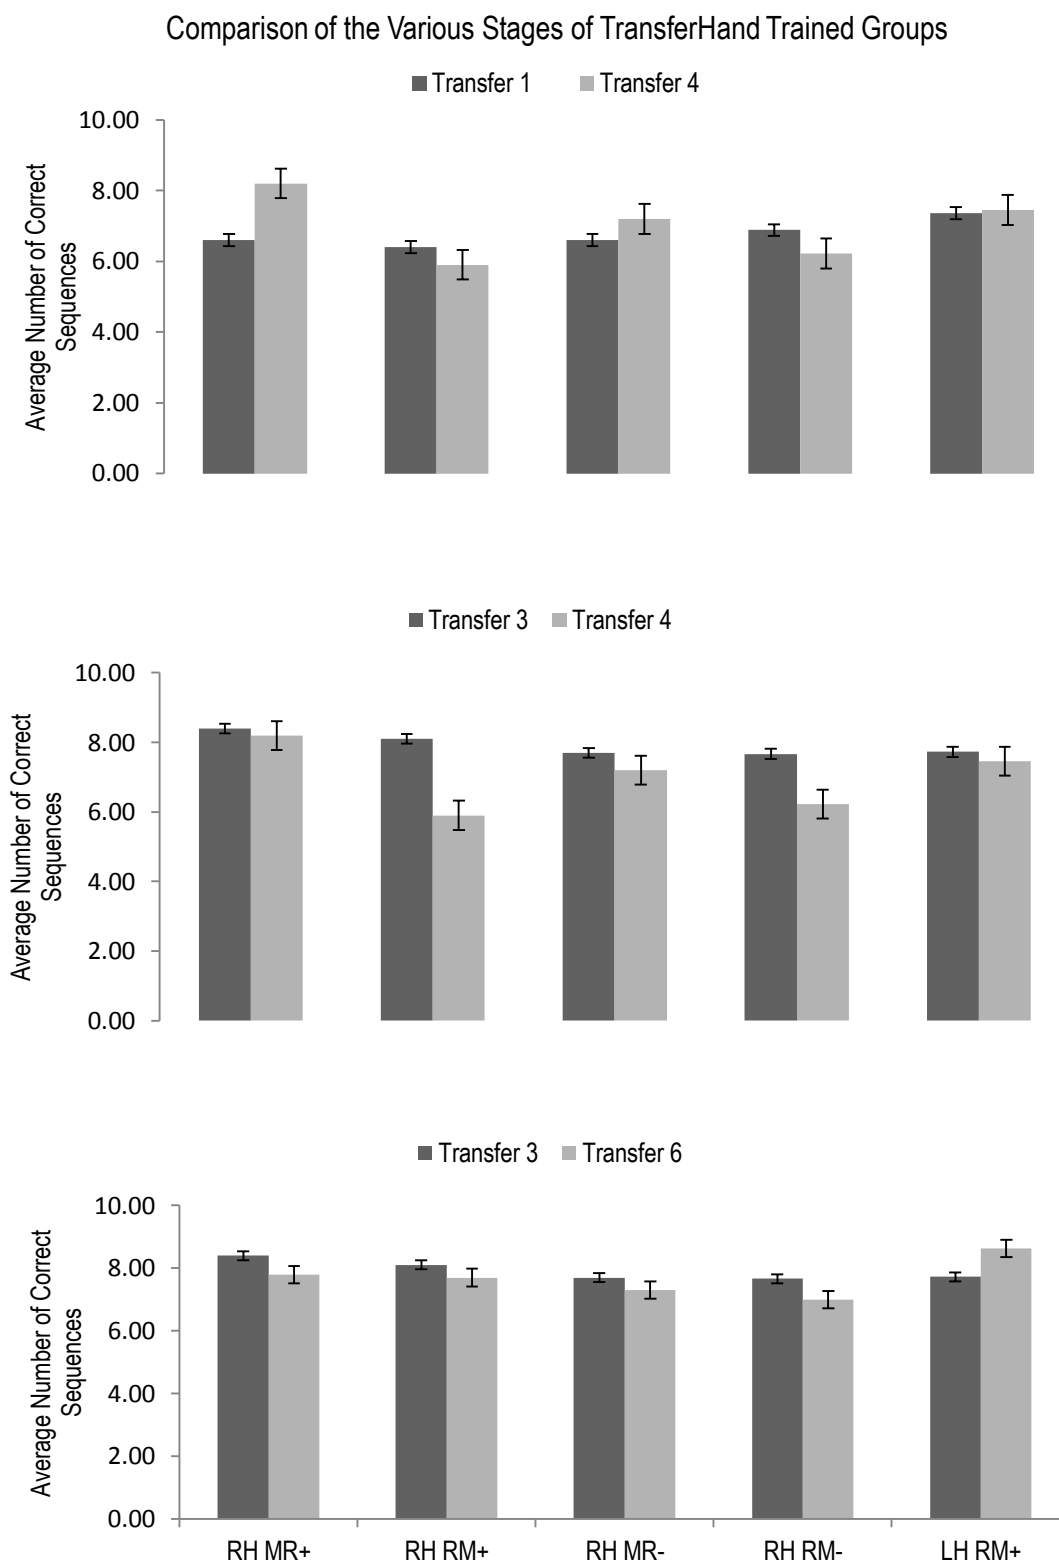 Comparison of the Various Stages of TransferHand Trained Groups
Transfer 1 Transfer 4
Average Number of Correct
Sequences
10.00
8.00
6.00
4.00
2.00
0.00
Transfer 3 Transfer 4
Average Number of Correct
Sequences
10.00
8.00
6.00
4.00
2.00
0.00
Transfer 3 Transfer 6
Average Number of Correct
Sequences
10.00
8.00
6.00
4.00
2.00
0.00
RH MR+ RH RM+ RH MR- RH RM- LH RM+